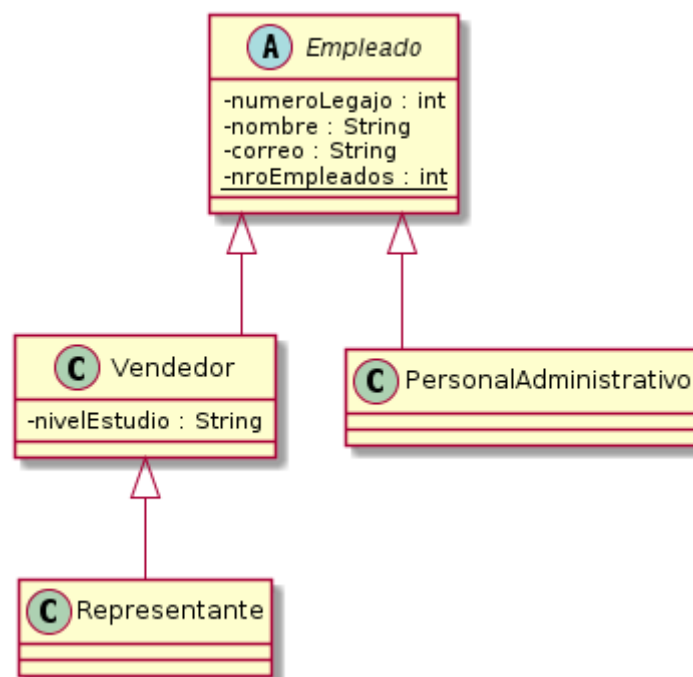 A Empleado
-numeroLegajo : int
-nombre : String
-correo : String
-nroEmpleados : int
C Vendedor
-nivelEstudio : String
C PersonalAdministrativo
C Representante